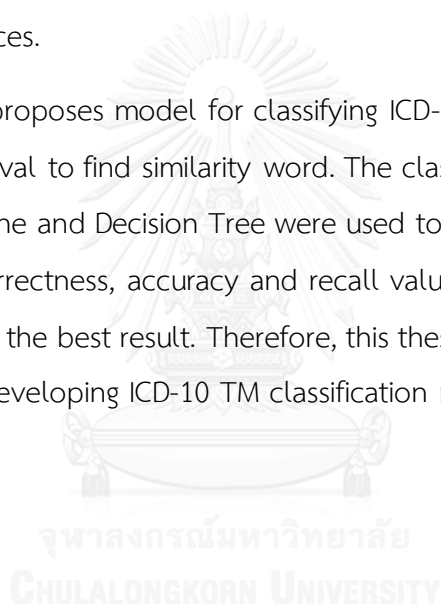 ces.
proposes model for classifying ICD-
val to find similarity word. The clas
ne and Decision Tree were used to
rrectness, accuracy and recall valu
the best result. Therefore, this thes
eveloping ICD-10 TM classification
จุฬาลงกรณ์มหาวิทยาลัย
CHULALONGKORN UNIVERSITY